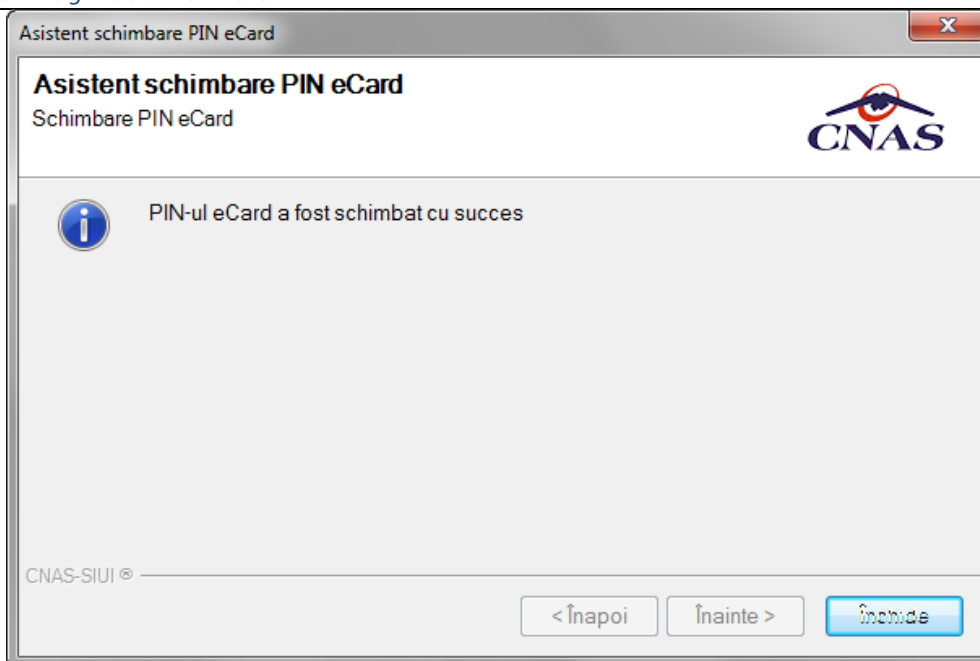 Asistent schimbare PIN eCard
Asistent schimbare PIN eCard
Schimbare PIN eCard
CNAS
PIN-ul eCard a fost schimbat cu succes
CNAS-SIUI ®
< Înapoi
Înainte >
Închide